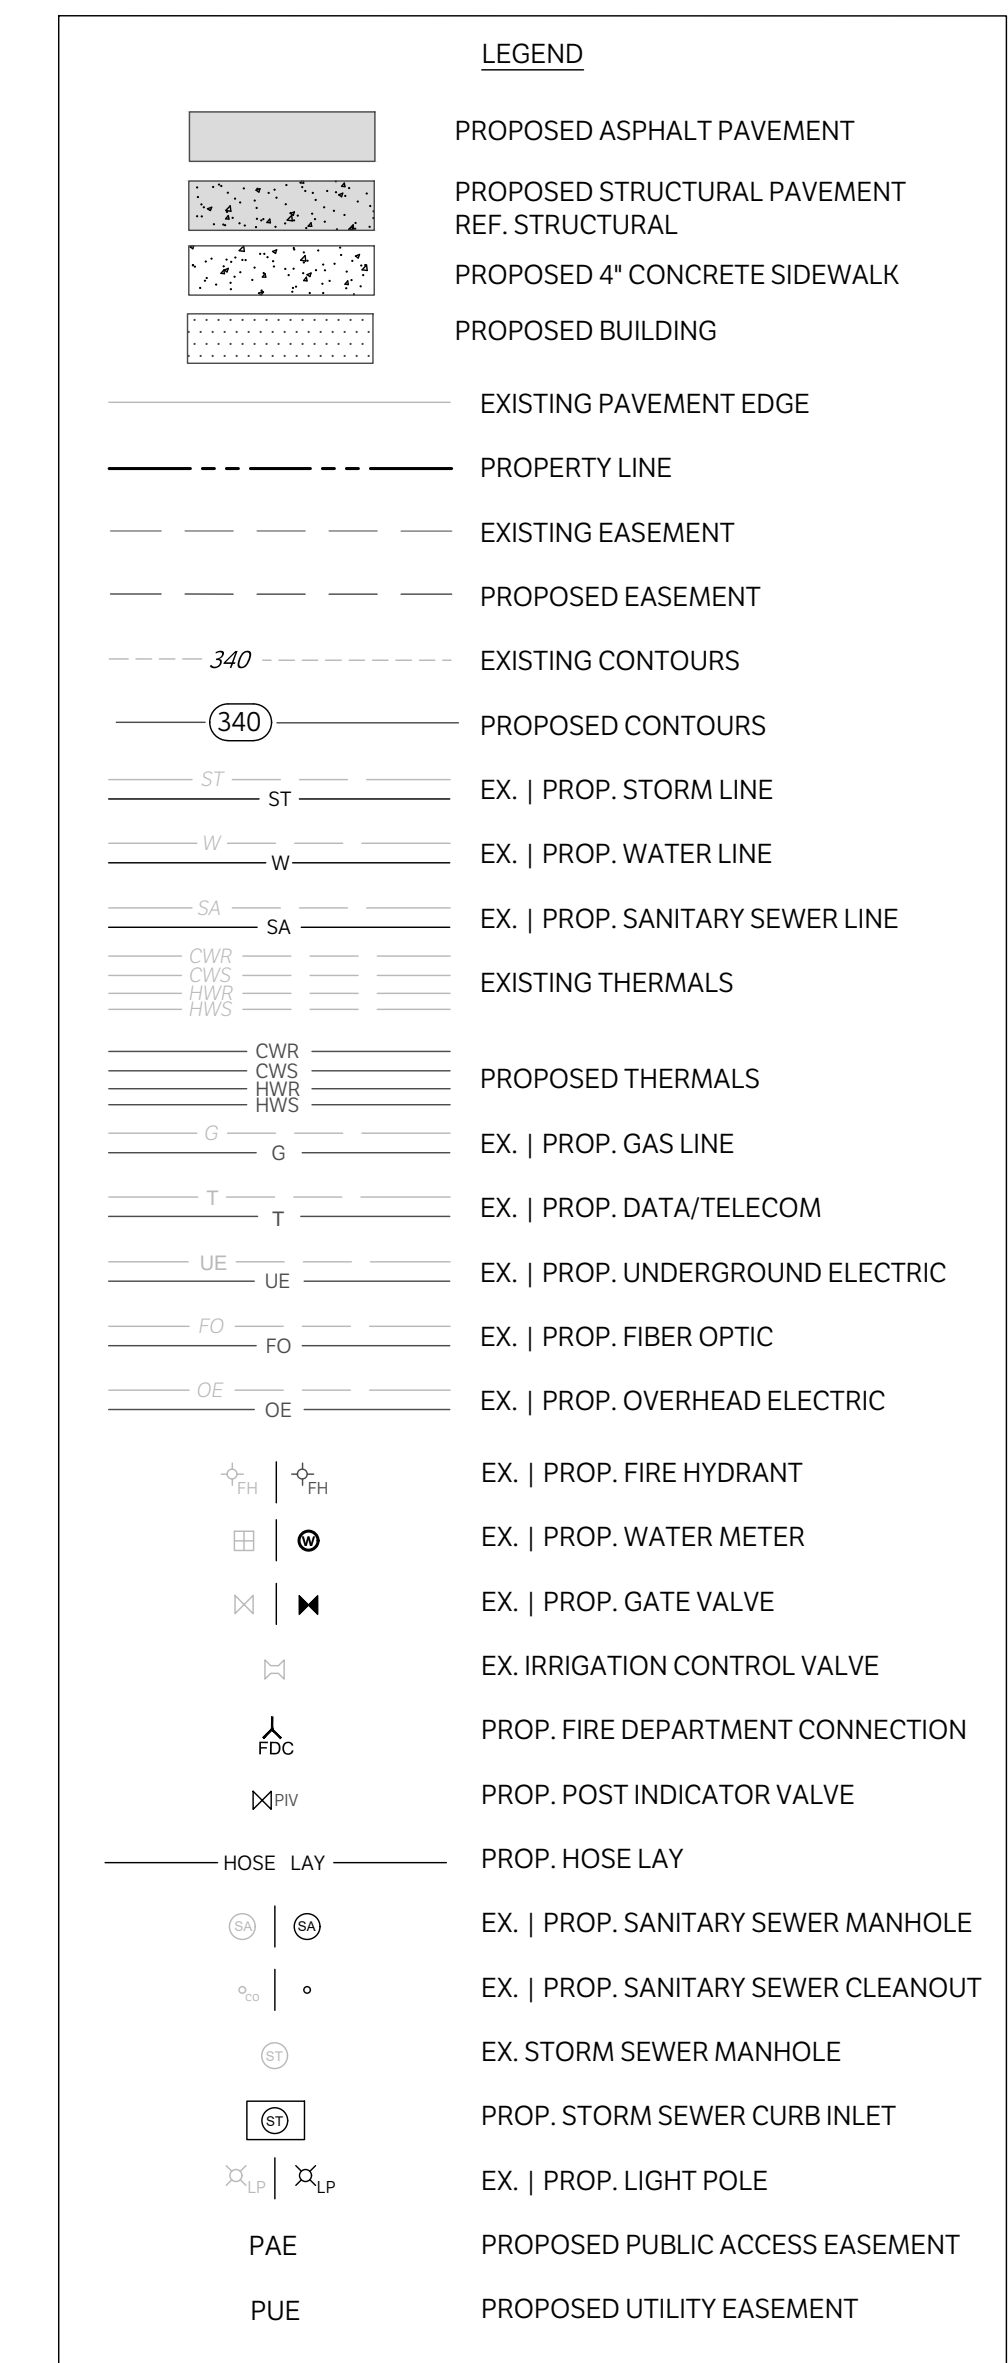 LEGEND
PROPOSED ASPHALT PAVEMENT
PROPOSED STRUCTURAL PAVEMENT
REF. STRUCTURAL
PROPOSED 4" CONCRETE SIDEWALK
PROPOSED BUILDING
EXISTING PAVEMENT EDGE
PROPERTY LINE
EXISTING EASEMENT
PROPOSED EASEMENT
340 EXISTING CONTOURS
340 PROPOSED CONTOURS
ST
ST
EX. | PROP. STORM LINE
W
W
EX. | PROP. WATER LINE
SA
SA
EX. | PROP. SANITARY SEWER LINE
CWR
CWS
HWR
HWS
EXISTING THERMALS
CWR
CWS
HWR
HWS
PROPOSED THERMALS
G
G
EX. | PROP. GAS LINE
T
T
EX. | PROP. DATA/TELECOM
UE
UE
EX. | PROP. UNDERGROUND ELECTRIC
FO
FO
EX. | PROP. FIBER OPTIC
OE
OE
EX. | PROP. OVERHEAD ELECTRIC
FH FH EX. | PROP. FIRE HYDRANT
W EX. | PROP. WATER METER
EX. | PROP. GATE VALVE
EX. IRRIGATION CONTROL VALVE
FDC PROP. FIRE DEPARTMENT CONNECTION
PIV PROP. POST INDICATOR VALVE
HOSE LAY PROP. HOSE LAY
SA SA EX. | PROP. SANITARY SEWER MANHOLE
CO EX. | PROP. SANITARY SEWER CLEANOUT
ST EX. STORM SEWER MANHOLE
ST PROP. STORM SEWER CURB INLET
LP LP EX. | PROP. LIGHT POLE
PAE PROPOSED PUBLIC ACCESS EASEMENT
PUE PROPOSED UTILITY EASEMENT